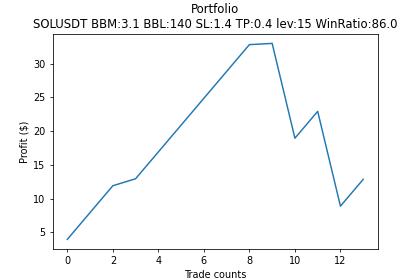 Portfolio
SOLUSDT BBM:3.1 BBL:140 SL:1.4 TP:0.4 lev:15 WinRatio:86.0
Profit ($)
30
25
20
15
10
5
0 2 4 6 8 10 12
Trade counts